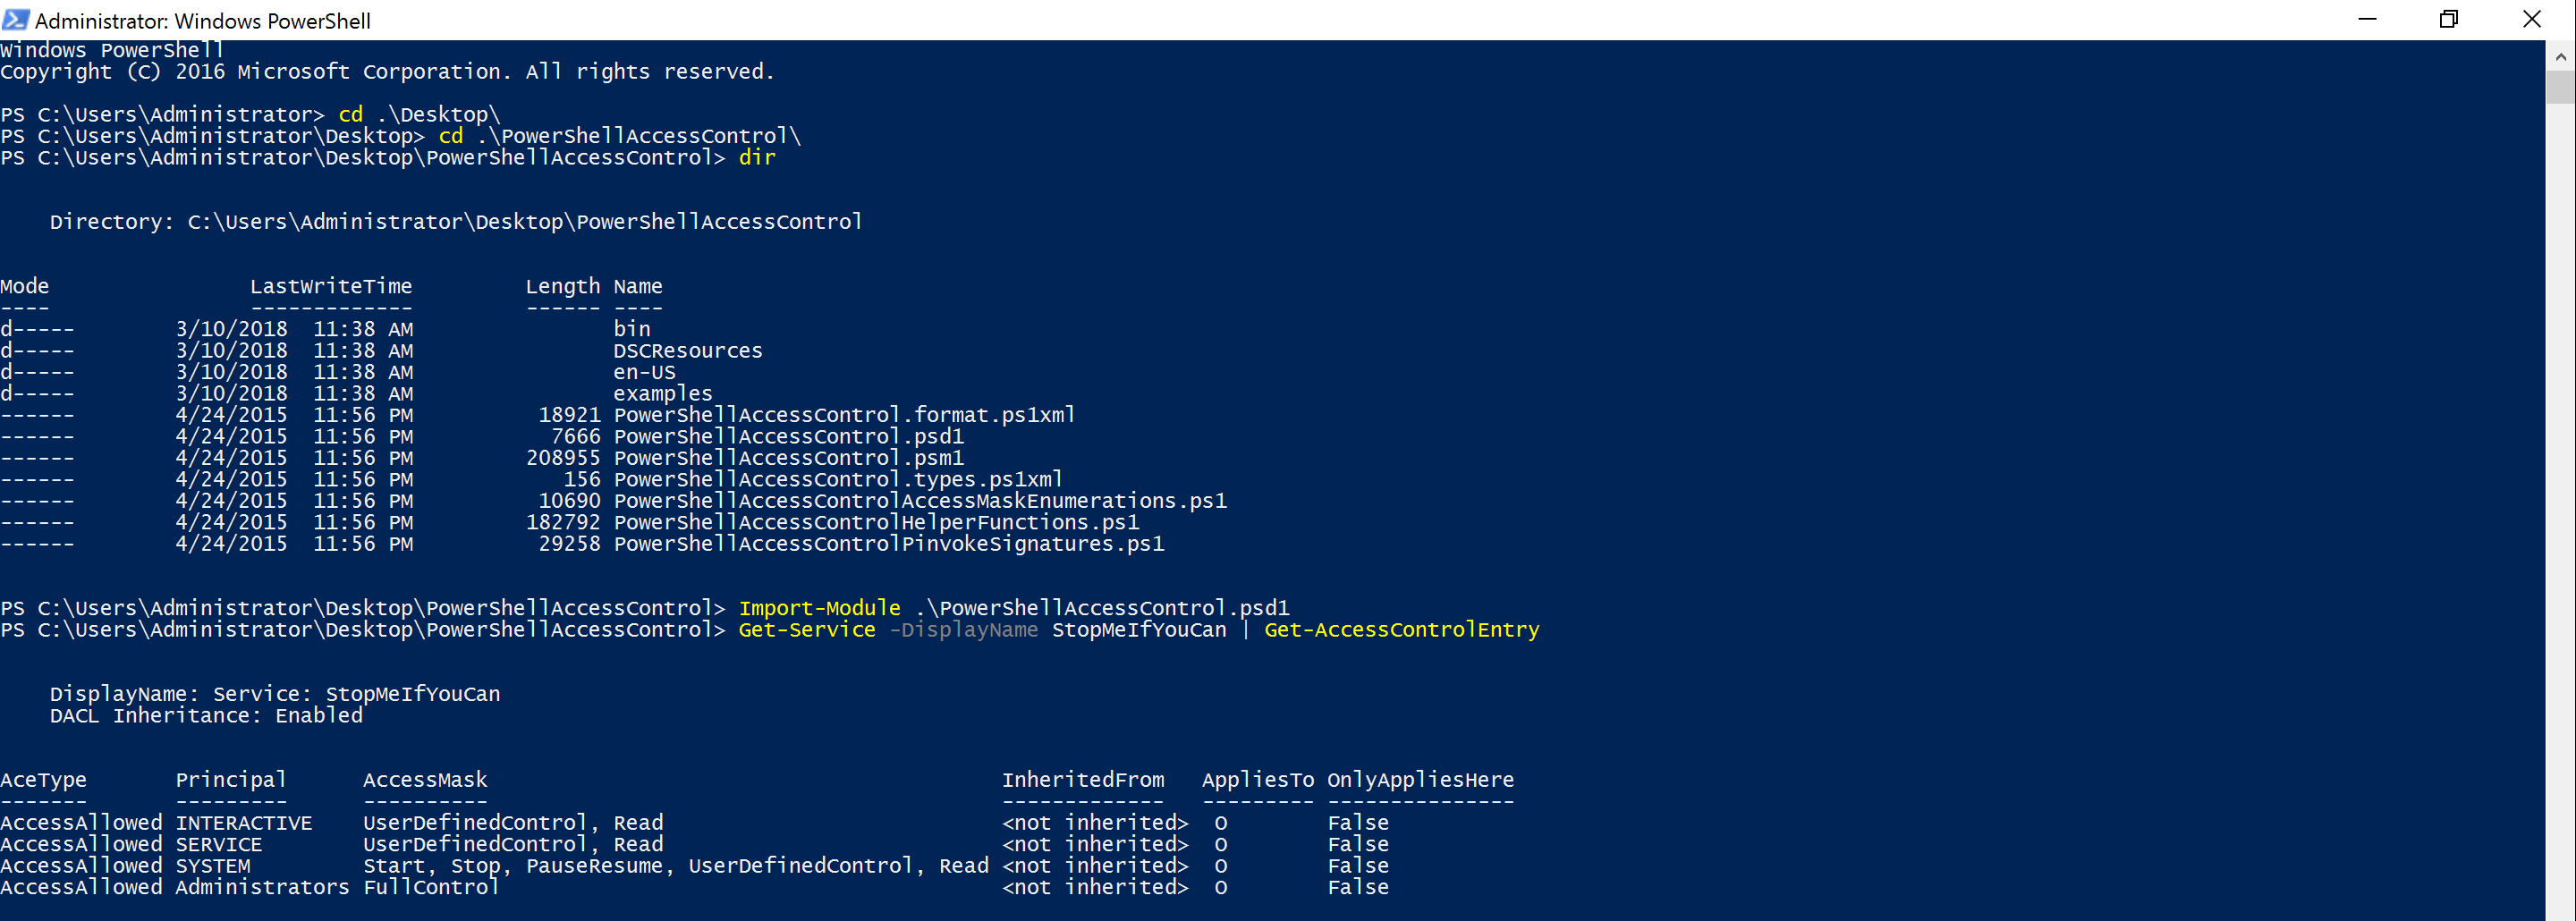 Administrator: Windows PowerShell
Windows PowerShell
Copyright (C) 2016 Microsoft Corporation. All rights reserved.
PS C:\Users\Administrator> cd .\Desktop\
PS C:\Users\Administrator\Desktop> cd .\PowerShellAccessControl\
PS C:\Users\Administrator\Desktop\PowerShellAccessControl> dir
Directory: C:\Users\Administrator\Desktop\PowerShellAccessControl
Mode LastWriteTime Length Name
---- ------------- ------ ----
d----- 3/10/2018 11:38 AM bin
d----- 3/10/2018 11:38 AM DSCResources
d----- 3/10/2018 11:38 AM en-US
d----- 3/10/2018 11:38 AM examples
------ 4/24/2015 11:56 PM 18921 PowerShellAccessControl.format.ps1xml
------ 4/24/2015 11:56 PM 7666 PowerShellAccessControl.psd1
------ 4/24/2015 11:56 PM 208955 PowerShellAccessControl.psm1
------ 4/24/2015 11:56 PM 156 PowerShellAccessControl.types.ps1xml
------ 4/24/2015 11:56 PM 10690 PowerShellAccessControlAccessMaskEnumerations.ps1
------ 4/24/2015 11:56 PM 182792 PowerShellAccessControlHelperFunctions.ps1
------ 4/24/2015 11:56 PM 29258 PowerShellAccessControlPinvokeSignatures.ps1
PS C:\Users\Administrator\Desktop\PowerShellAccessControl> Import-Module .\PowerShellAccessControl.psd1
PS C:\Users\Administrator\Desktop\PowerShellAccessControl> Get-Service -DisplayName StopMeIfYouCan | Get-AccessControlEntry
DisplayName: Service: StopMeIfYouCan
DACL Inheritance: Enabled
AceType Principal AccessMask InheritedFrom AppliesTo OnlyAppliesHere
------- --------- ---------- ------------- --------- ---------------
AccessAllowed INTERACTIVE UserDefinedControl, Read <not inherited> O False
AccessAllowed SERVICE UserDefinedControl, Read <not inherited> O False
AccessAllowed SYSTEM Start, Stop, PauseResume, UserDefinedControl, Read <not inherited> O False
AccessAllowed Administrators FullControl <not inherited> O False